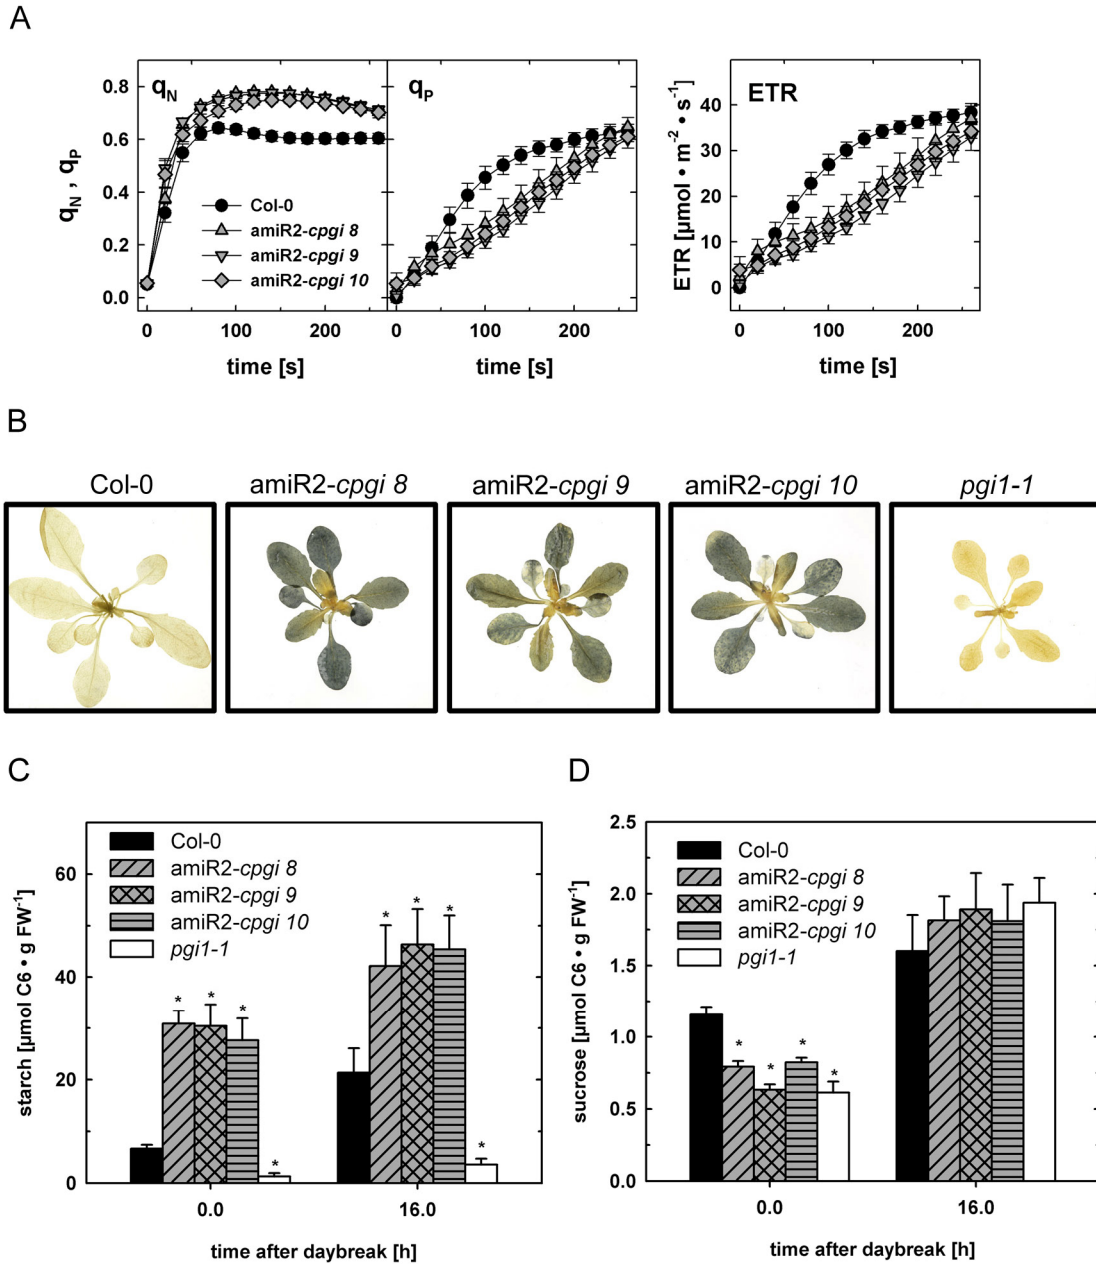 A
q_N
q_P
ETR
q_N , q_P
0.8
0.6
0.4
0.2
0.0
Col-0
amiR2-cpgi 8
amiR2-cpgi 9
amiR2-cpgi 10
0
100
200
time [s]
0
100
200
time [s]
ETR [µmol • m⁻² • s⁻¹]
40
30
20
10
0
0
100
200
time [s]
B
Col-0
amiR2-cpgi 8
amiR2-cpgi 9
amiR2-cpgi 10
pgi1-1
C
starch [µmol C6 • g FW⁻¹]
60
40
20
0
Col-0
amiR2-cpgi 8
amiR2-cpgi 9
amiR2-cpgi 10
pgi1-1
* * * *
* * * *
0.0
16.0
time after daybreak [h]
D
sucrose [µmol C6 • g FW⁻¹]
2.5
2.0
1.5
1.0
0.5
0.0
Col-0
amiR2-cpgi 8
amiR2-cpgi 9
amiR2-cpgi 10
pgi1-1
* * * *
0.0
16.0
time after daybreak [h]